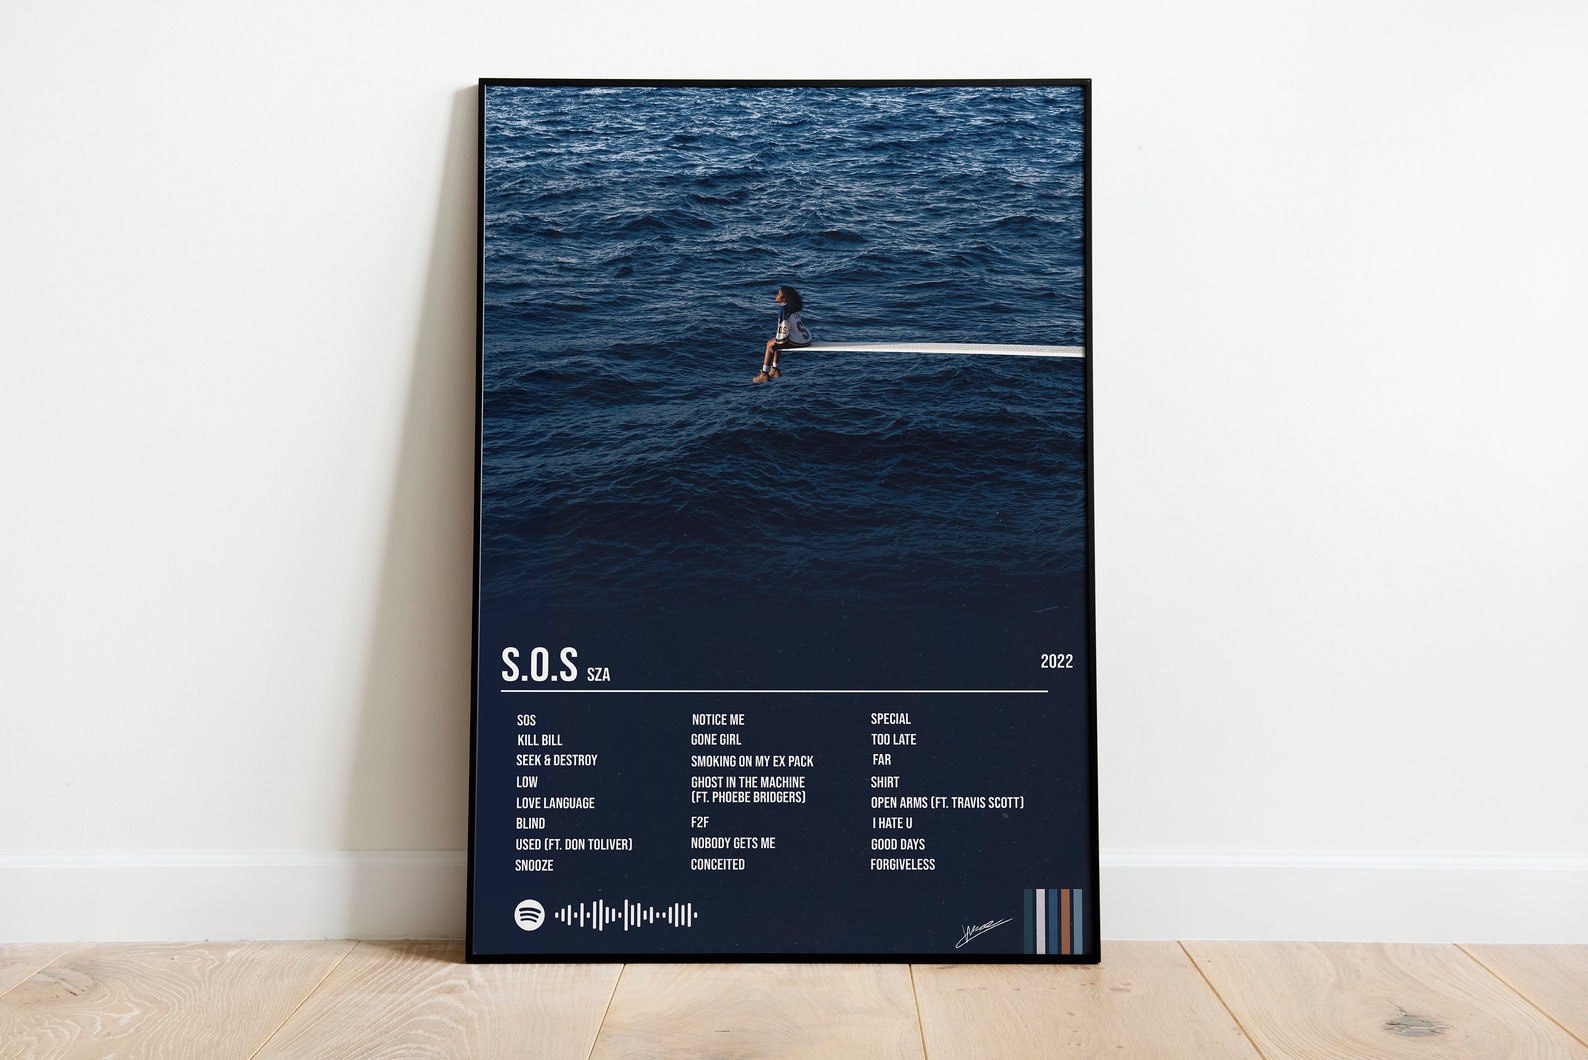 S.O.S SZA
2022
SOS
KILL BILL
SEEK & DESTROY
LOW
LOVE LANGUAGE
BLIND
USED (FT. DON TOLIVER)
SNOOZE
NOTICE ME
GONE GIRL
SMOKING ON MY EX PACK
GHOST IN THE MACHINE
(FT. PHOEBE BRIDGERS)
F2F
NOBODY GETS ME
CONCEITED
SPECIAL
TOO LATE
FAR
SHIRT
OPEN ARMS (FT. TRAVIS SCOTT)
I HATE U
GOOD DAYS
FORGIVELESS